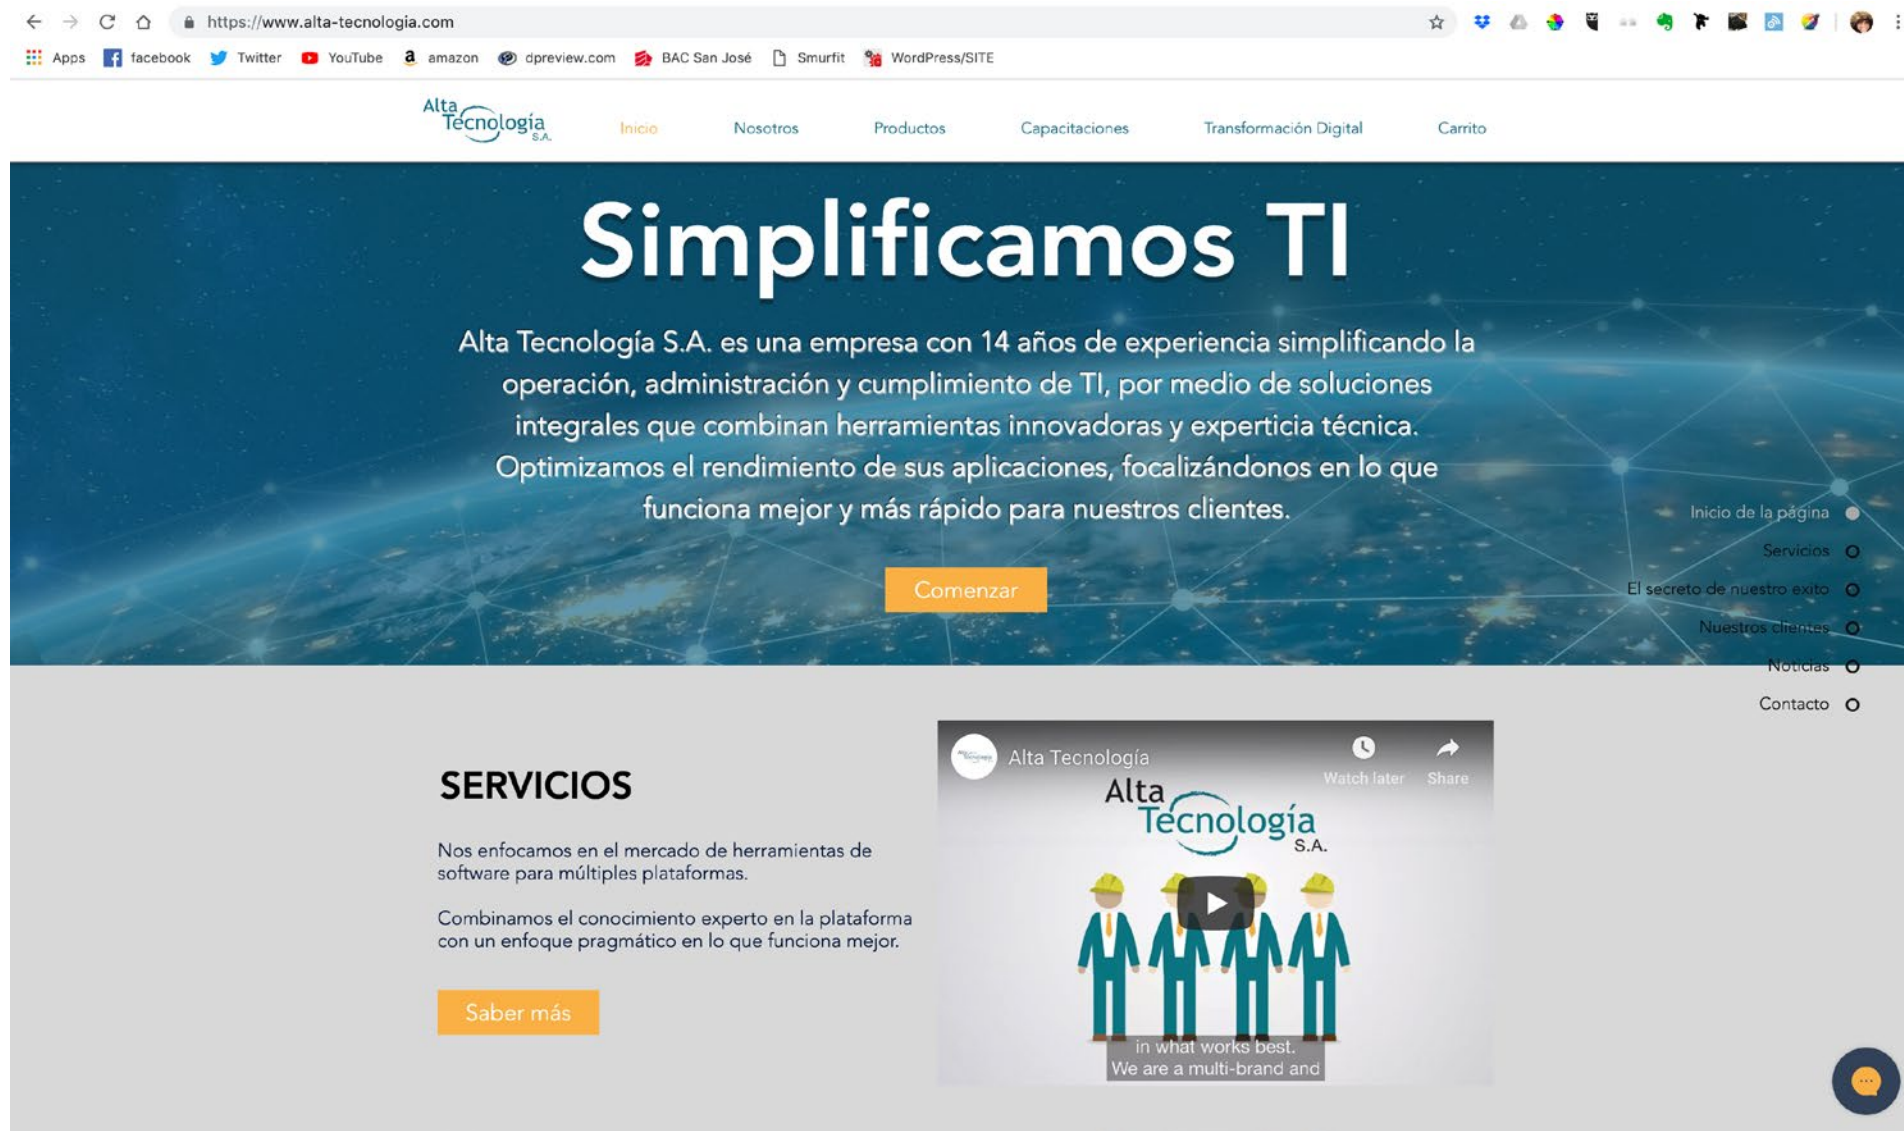 https://www.alta-tecnologia.com
Apps facebook Twitter YouTube amazon dpreview.com BAC San José Smurfit WordPress/SITE
Alta
Tecnología
S.A.
Inicio Nosotros Productos Capacitaciones Transformación Digital Carrito
Simplificamos TI
Alta Tecnología S.A. es una empresa con 14 años de experiencia simplificando la
operación, administración y cumplimiento de TI, por medio de soluciones
integrales que combinan herramientas innovadoras y experticia técnica.
Optimizamos el rendimiento de sus aplicaciones, focalizándonos en lo que
funciona mejor y más rápido para nuestros clientes.
Comenzar
Inicio de la página
Servicios
El secreto de nuestro exito
Nuestros clientes
Noticias
Contacto
SERVICIOS
Nos enfocamos en el mercado de herramientas de
software para múltiples plataformas.
Combinamos el conocimiento experto en la plataforma
con un enfoque pragmático en lo que funciona mejor.
Saber más
Alta Tecnología
Watch later Share
Alta
Tecnología
S.A.
in what works best.
We are a multi-brand and